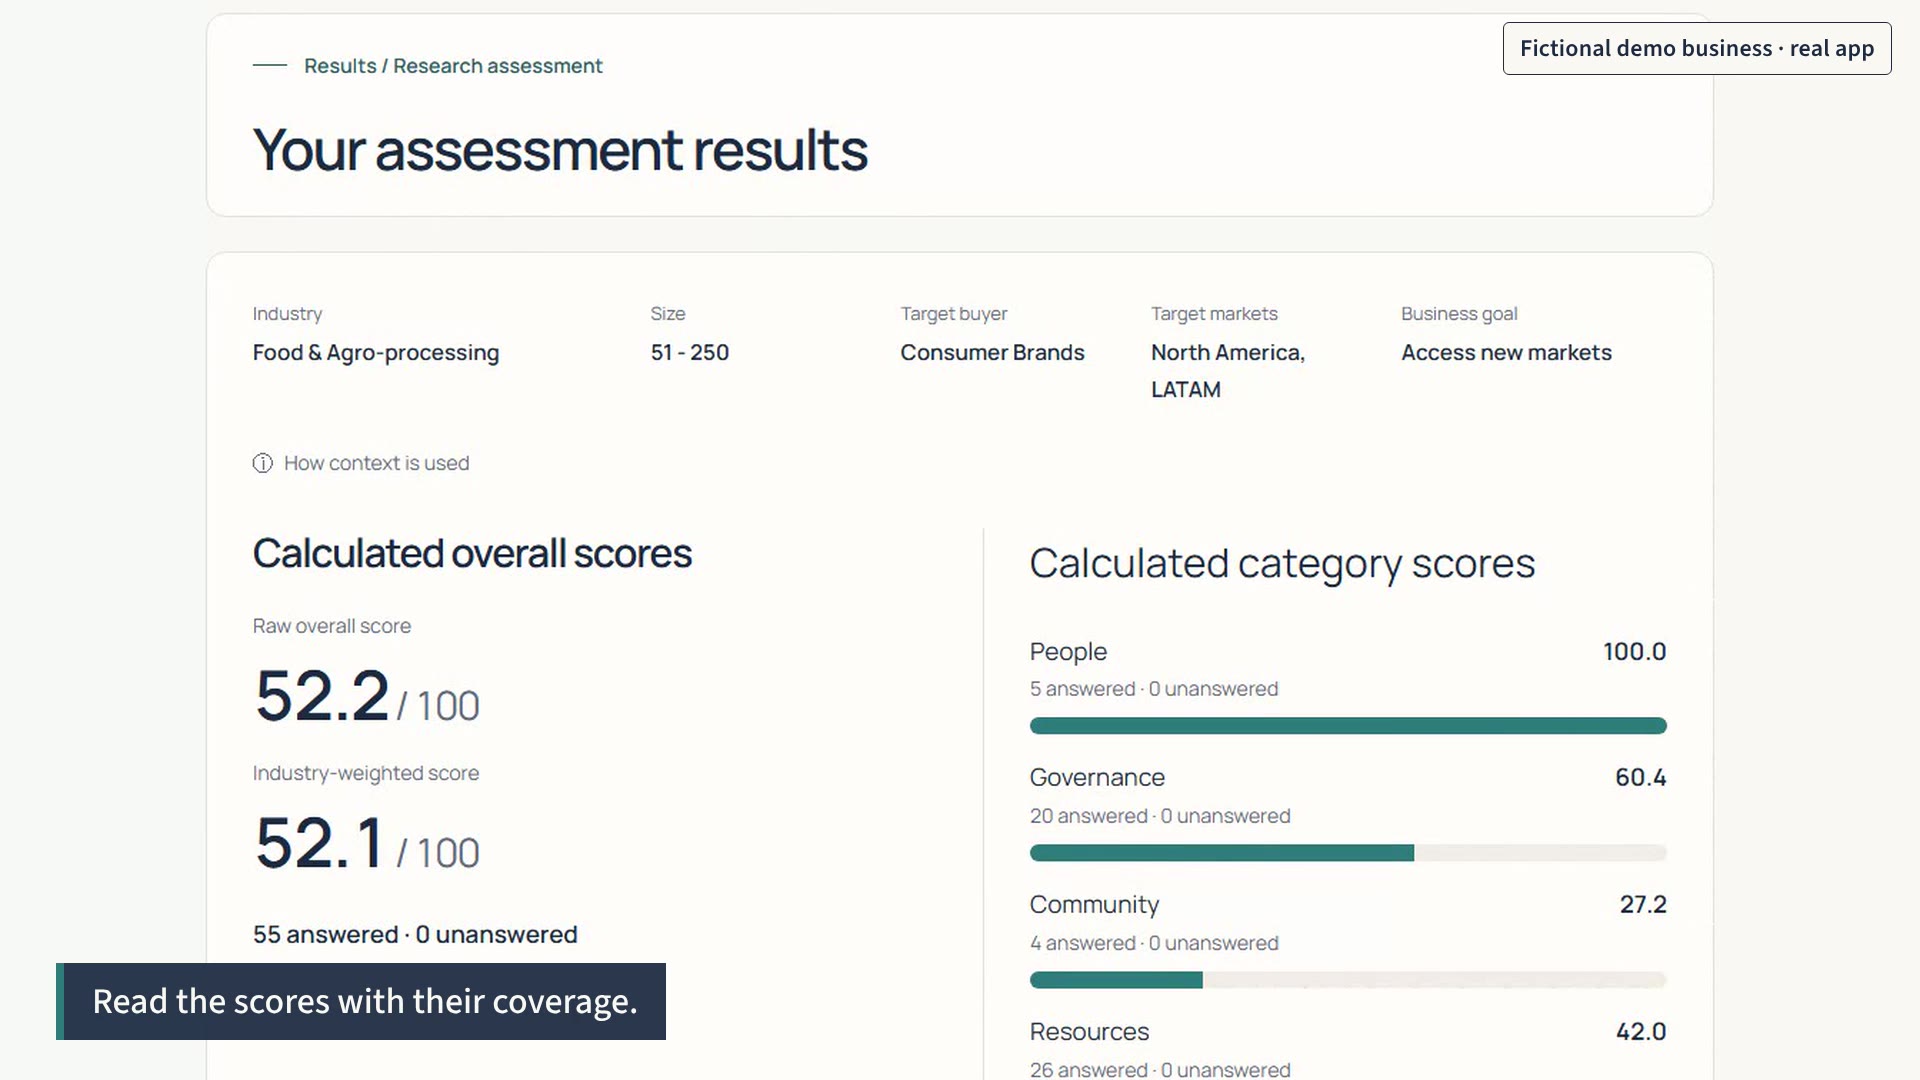 Fictional demo business · real app
Results / Research assessment
Your assessment results
Industry
Food & Agro-processing
Size
51 - 250
Target buyer
Consumer Brands
Target markets
North America,
LATAM
Business goal
Access new markets
How context is used
Calculated overall scores
Raw overall score
52.2 / 100
Industry-weighted score
52.1 / 100
55 answered · 0 unanswered
Calculated category scores
People 100.0
5 answered · 0 unanswered
Governance 60.4
20 answered · 0 unanswered
Community 27.2
4 answered · 0 unanswered
Resources 42.0
26 answered · 0 unanswered
Read the scores with their coverage.